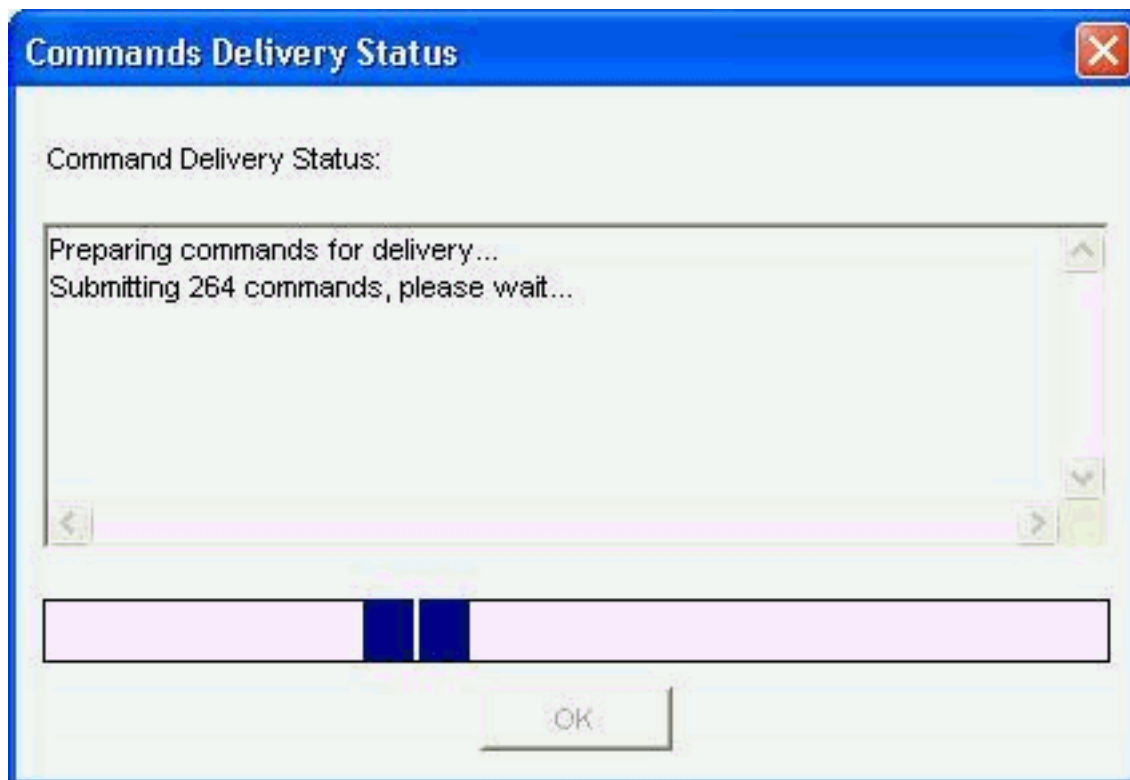 Commands Delivery Status
Command Delivery Status:
Preparing commands for delivery...
Submitting 264 commands, please wait...
OK